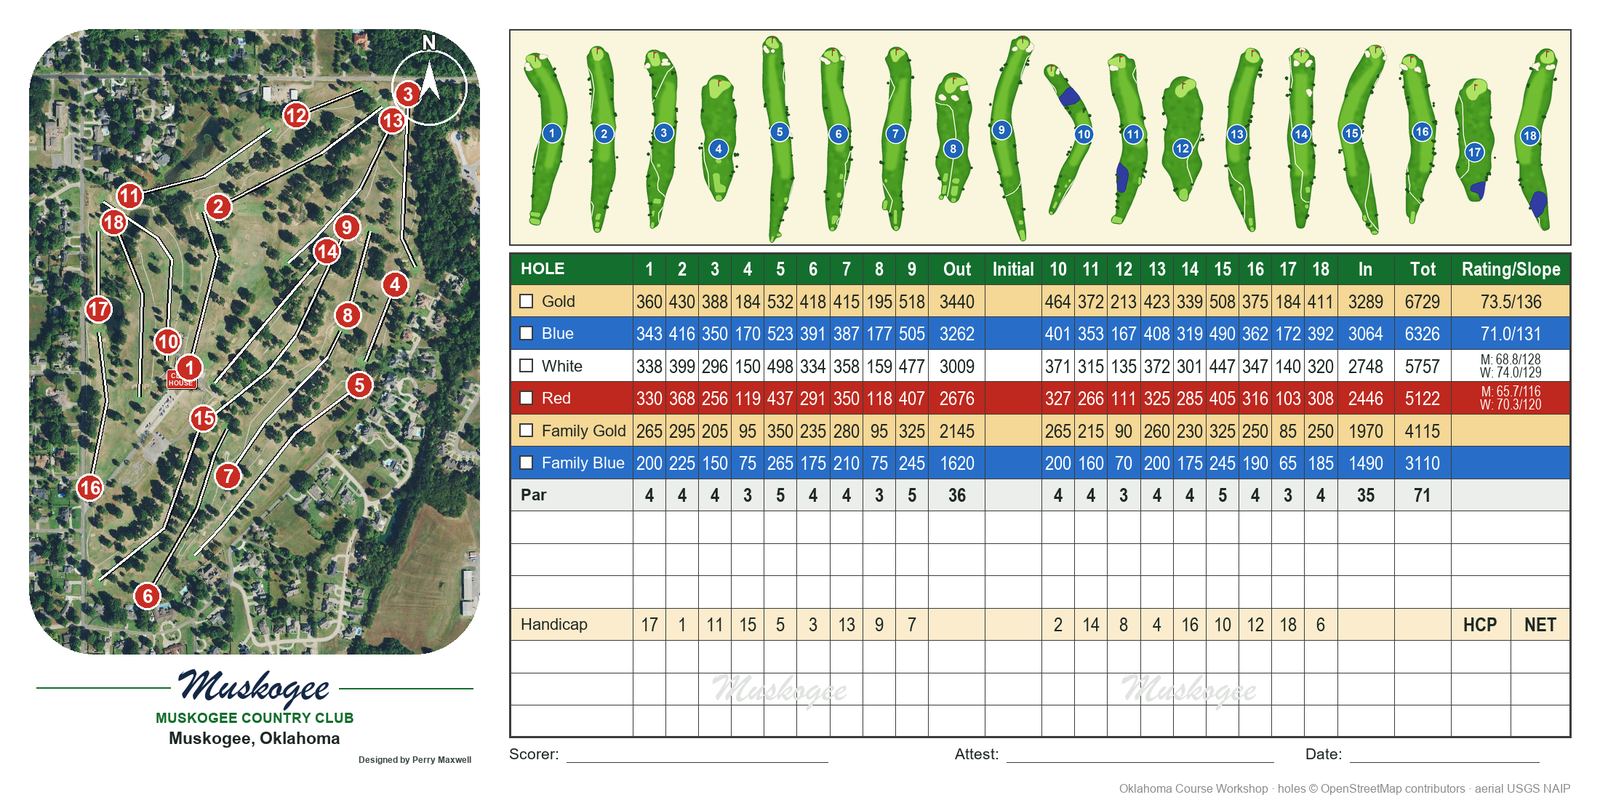 N
3
12
13
11
2
18
9
14
4
17
8
10
1
HOUSE
5
15
7
16
6
Muskogee
MUSKOGEE COUNTRY CLUB
Muskogee, Oklahoma
Designed by Perry Maxwell
1 2 3 4 5 6 7 8 9 10 11 12 13 14 15 16 17 18
HOLE 1 2 3 4 5 6 7 8 9 Out Initial 10 11 12 13 14 15 16 17 18 In Tot Rating/Slope
Gold 360 430 388 184 532 418 415 195 518 3440 464 372 213 423 339 508 375 184 411 3289 6729 73.5/136
Blue 343 416 350 170 523 391 387 177 505 3262 401 353 167 408 319 490 362 172 392 3064 6326 71.0/131
White 338 399 296 150 498 334 358 159 477 3009 371 315 135 372 301 447 347 140 320 2748 5757 M: 68.8/128 W: 74.0/129
Red 330 368 256 119 437 291 350 118 407 2676 327 266 111 325 285 405 316 103 308 2446 5122 M: 65.7/116 W: 70.3/120
Family Gold 265 295 205 95 350 235 280 95 325 2145 265 215 90 260 230 325 250 85 250 1970 4115
Family Blue 200 225 150 75 265 175 210 75 245 1620 200 160 70 200 175 245 190 65 185 1490 3110
Par 4 4 4 3 5 4 4 3 5 36 4 4 3 4 4 5 4 3 4 35 71
Handicap 17 1 11 15 5 3 13 9 7 2 14 8 4 16 10 12 18 6 HCP NET
Muskogee Muskogee
Scorer: Attest: Date:
Oklahoma Course Workshop · holes © OpenStreetMap contributors · aerial USGS NAIP